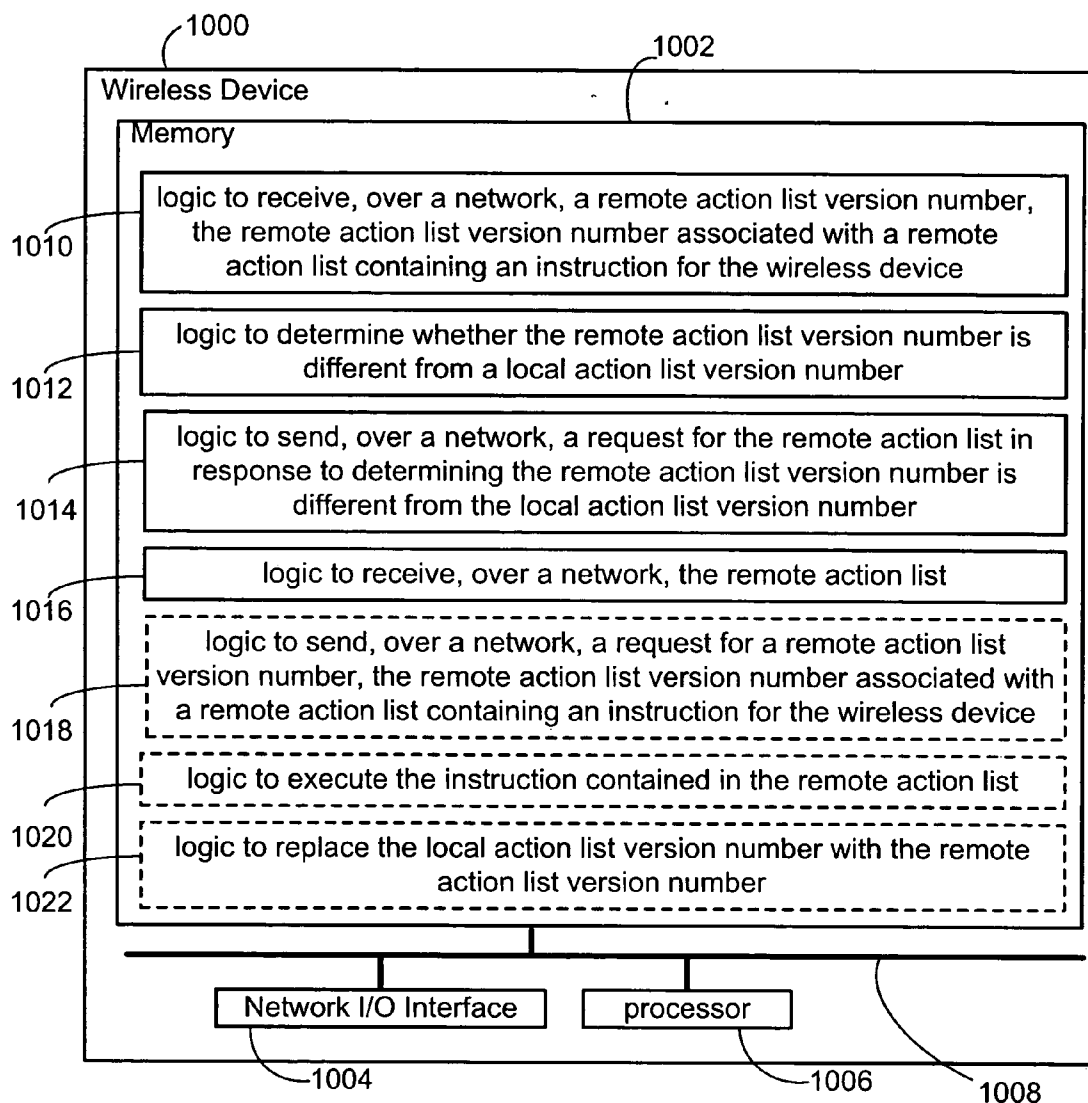 1000
1002
Wireless Device
Memory
logic to receive, over a network, a remote action list version number,
the remote action list version number associated with a remote
action list containing an instruction for the wireless device
1010
logic to determine whether the remote action list version number is
different from a local action list version number
1012
logic to send, over a network, a request for the remote action list in
response to determining the remote action list version number is
different from the local action list version number
1014
logic to receive, over a network, the remote action list
1016
logic to send, over a network, a request for a remote action list
version number, the remote action list version number associated with
a remote action list containing an instruction for the wireless device
1018
logic to execute the instruction contained in the remote action list
1020
logic to replace the local action list version number with the remote
action list version number
1022
Network I/O Interface
processor
1004
1006
1008